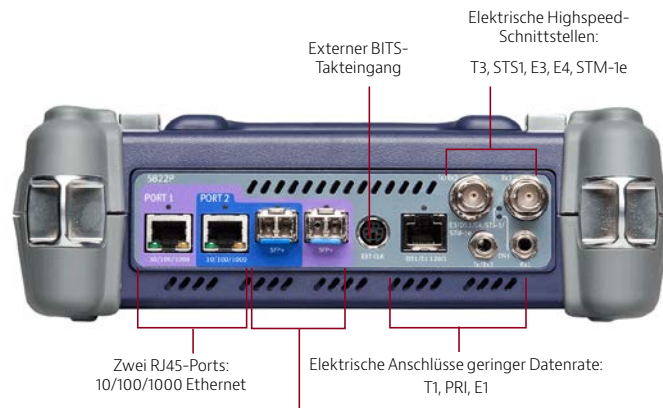 Elektrische Highspeed-
Schnittstellen:
T3, STS1, E3, E4, STM-1e
Externer BITS-
Takteingang
5822P
PORT 1
PORT 2
10/100/1000
10/100/1000
SFP+
SFP+
EXT CLK
STM-1e
Zwei RJ45-Ports:
10/100/1000 Ethernet
Elektrische Anschlüsse geringer Datenrate:
T1, PRI, E1